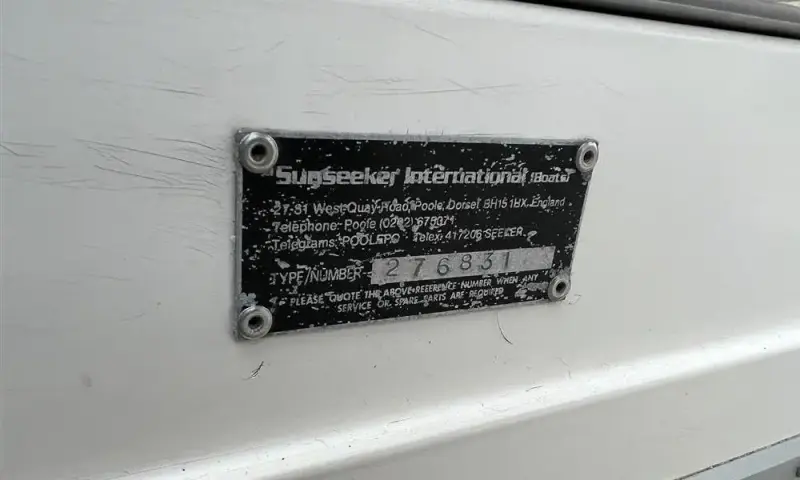 Sunseeker International (Boats)
27-31 West Quay Road, Poole, Dorset BH15 1HX, England
Telephone: Poole (0202) 675071
Telegrams: POOLEPO Telex: 417206 SEEKER
TYPE/NUMBER 276831
PLEASE QUOTE THE ABOVE REFERENCE NUMBER WHEN ANY
SERVICE OR SPARE PARTS ARE REQUIRED